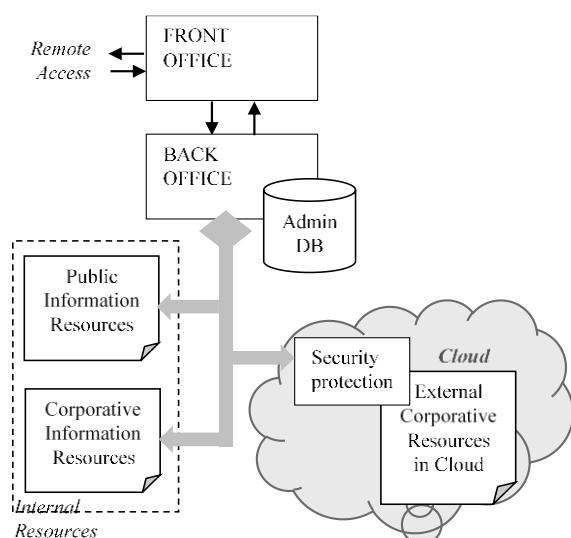 FRONT
OFFICE
Remote
Access
BACK
OFFICE
Admin
DB
Public
Information
Resources
Corporative
Information
Resources
Internal
Resources
Cloud
Security
protection
External
Corporative
Resources
in Cloud